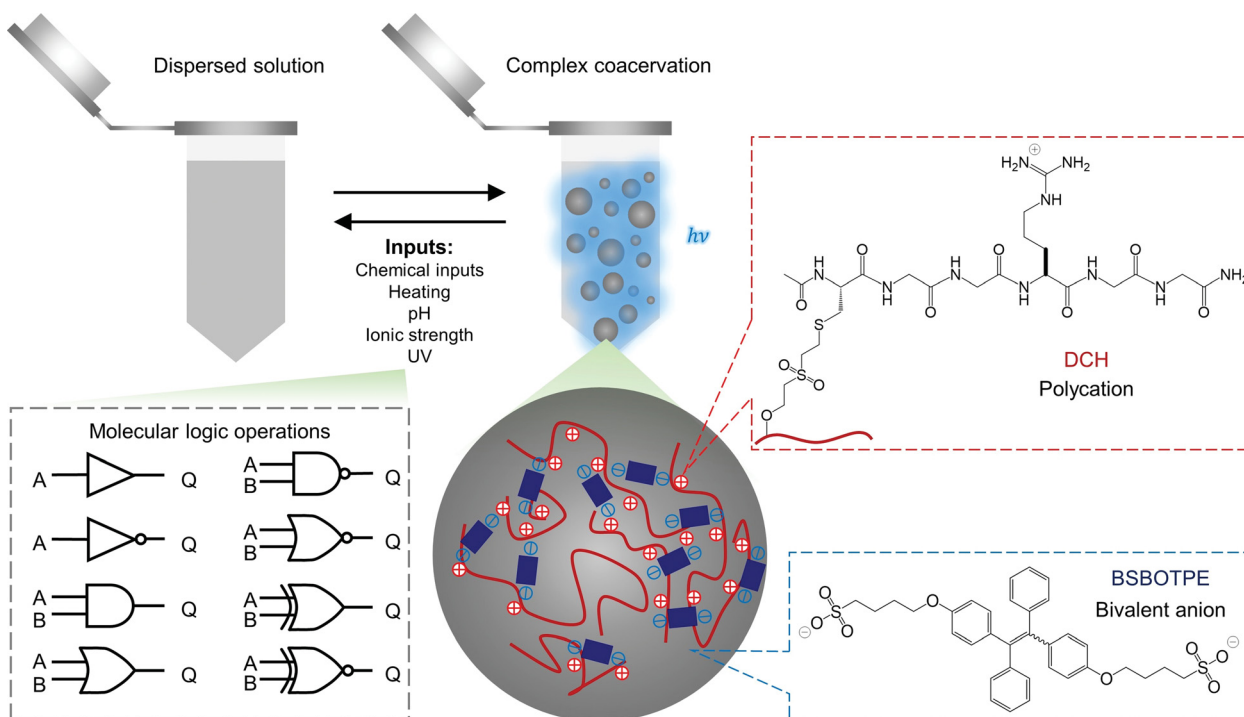 Dispersed solution
Complex coacervation
Inputs:
Chemical inputs
Heating
pH
Ionic strength
UV
hν
H₂N
⊕
NH₂
NH
O
H
N
O
H
N
O
H
N
O
N
H
O
H
N
O
N
H
O
NH₂
S
O
S
O
O
DCH
Polycation
Molecular logic operations
A Q
A
B Q
A Q
A
B Q
A
B Q
A
B Q
A
B Q
A
B Q
BSBOTPE
Bivalent anion
O
S
⊖O
O
O
O
O
S
O⊖
O